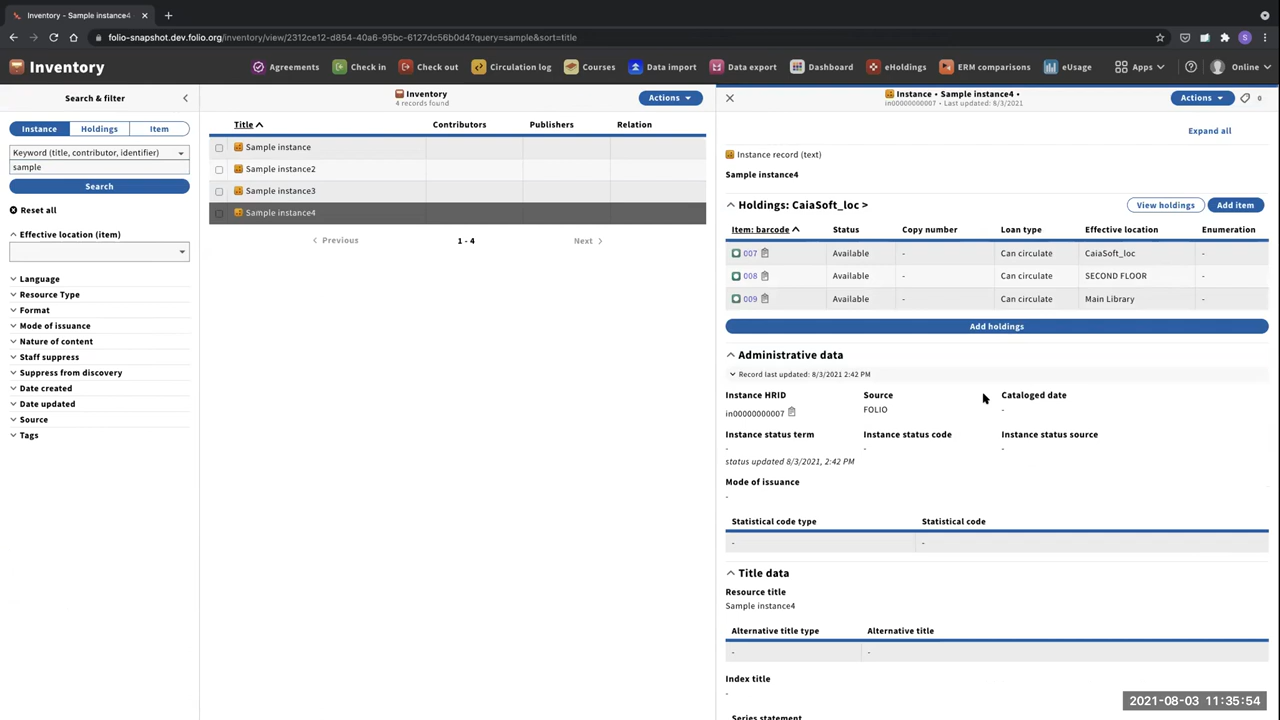 Inventory - Sample instance4
folio-snapshot.dev.folio.org/inventory/view/2312ce12-d854-40a6-95bc-6127dc56b0d4?query=sample&sort=title
S
Inventory
Agreements
Check in
Check out
Circulation log
Courses
Data import
Data export
Dashboard
eHoldings
ERM comparisons
eUsage
Apps
Online
Search & filter
Instance
Holdings
Item
Keyword (title, contributor, identifier)
sample
Search
Reset all
Effective location (item)
Language
Resource Type
Format
Mode of issuance
Nature of content
Staff suppress
Suppress from discovery
Date created
Date updated
Source
Tags
Inventory
4 records found
Actions
Title Contributors Publishers Relation
Sample instance
Sample instance2
Sample instance3
Sample instance4
Previous 1 - 4 Next
Instance • Sample instance4 •
in00000000007 • Last updated: 8/3/2021
Actions
0
Expand all
Instance record (text)
Sample instance4
Holdings: CaiaSoft_loc >
View holdings
Add item
Item: barcode Status Copy number Loan type Effective location Enumeration
007 Available - Can circulate CaiaSoft_loc -
008 Available - Can circulate SECOND FLOOR -
009 Available - Can circulate Main Library -
Add holdings
Administrative data
Record last updated: 8/3/2021 2:42 PM
Instance HRID Source Cataloged date
in00000000007 FOLIO -
Instance status term Instance status code Instance status source
- - -
status updated 8/3/2021, 2:42 PM
Mode of issuance
-
Statistical code type Statistical code
- -
Title data
Resource title
Sample instance4
Alternative title type Alternative title
- -
Index title
-
Series statement
2021-08-03 11:35:54